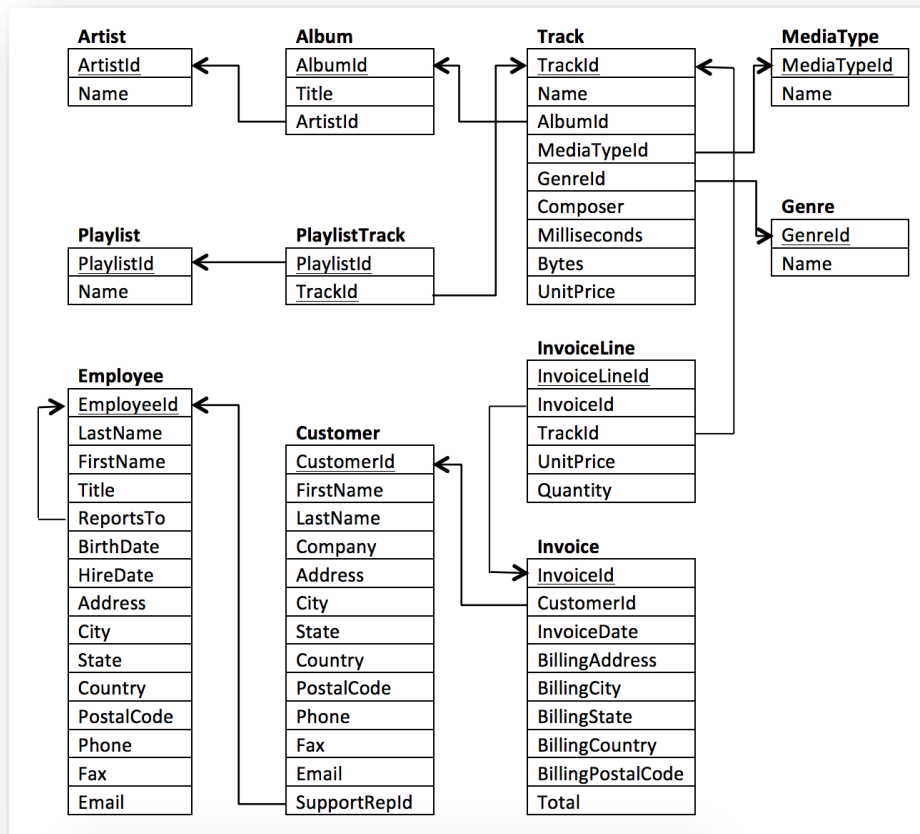 Artist
ArtistId
Name
Album
AlbumId
Title
ArtistId
Track
TrackId
Name
AlbumId
MediaTypeId
GenreId
Composer
Milliseconds
Bytes
UnitPrice
MediaType
MediaTypeId
Name
Genre
GenreId
Name
Playlist
PlaylistId
Name
PlaylistTrack
PlaylistId
TrackId
InvoiceLine
InvoiceLineId
InvoiceId
TrackId
UnitPrice
Quantity
Employee
EmployeeId
LastName
FirstName
Title
ReportsTo
BirthDate
HireDate
Address
City
State
Country
PostalCode
Phone
Fax
Email
Customer
CustomerId
FirstName
LastName
Company
Address
City
State
Country
PostalCode
Phone
Fax
Email
SupportRepId
Invoice
InvoiceId
CustomerId
InvoiceDate
BillingAddress
BillingCity
BillingState
BillingCountry
BillingPostalCode
Total